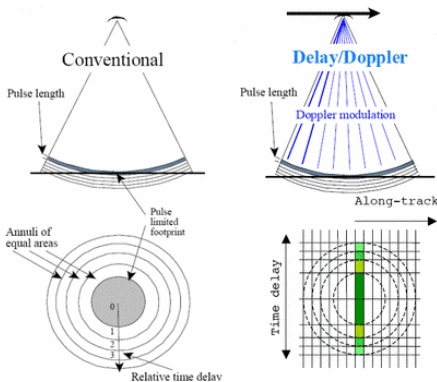 Conventional
Pulse length
Pulse
limited
footprint
Annuli of
equal areas
0
1
2
3
Relative time delay
Delay/Doppler
Doppler modulation
Pulse length
Along-track
Time delay